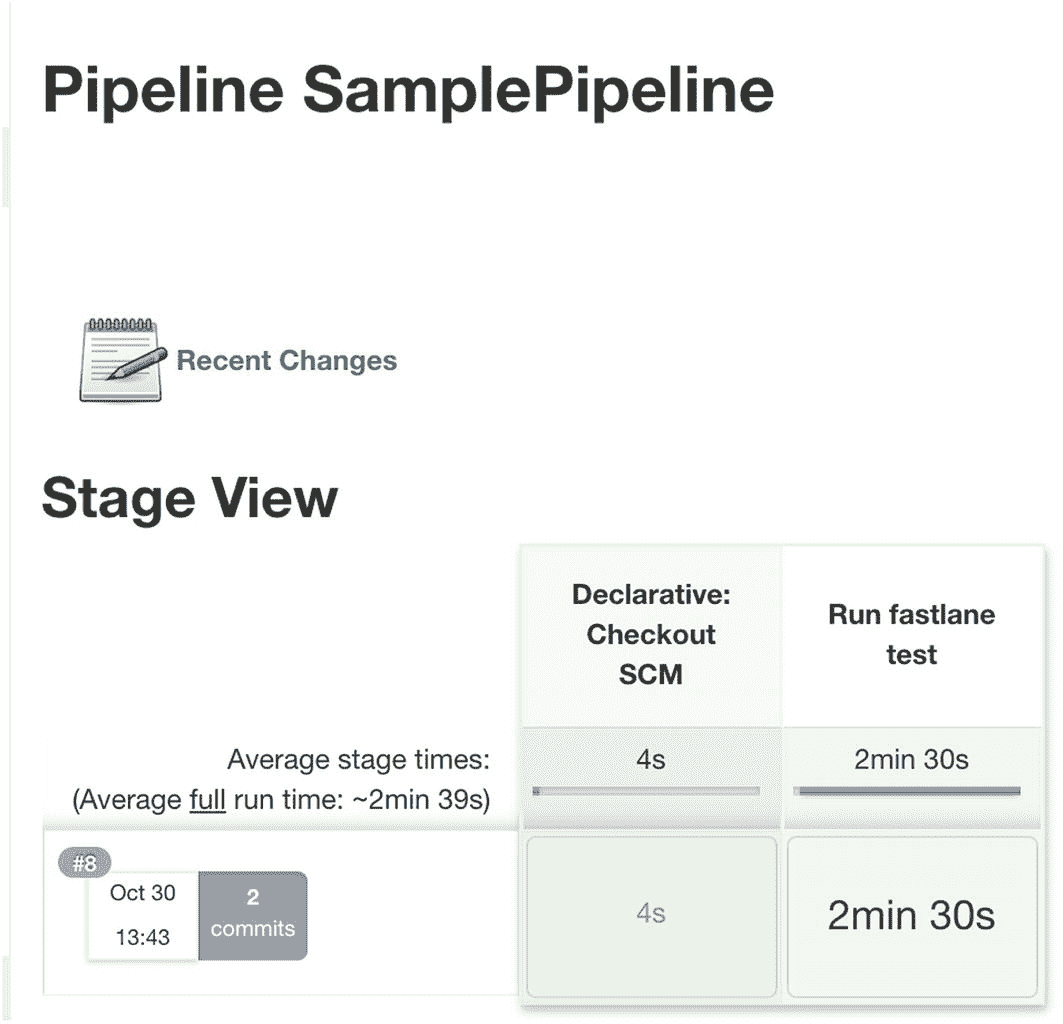 Pipeline SamplePipeline
Recent Changes
Stage View
Declarative:
Checkout
SCM
Run fastlane
test
Average stage times:
(Average full run time: ~2min 39s)
4s
2min 30s
#8
Oct 30
13:43
2
commits
4s
2min 30s